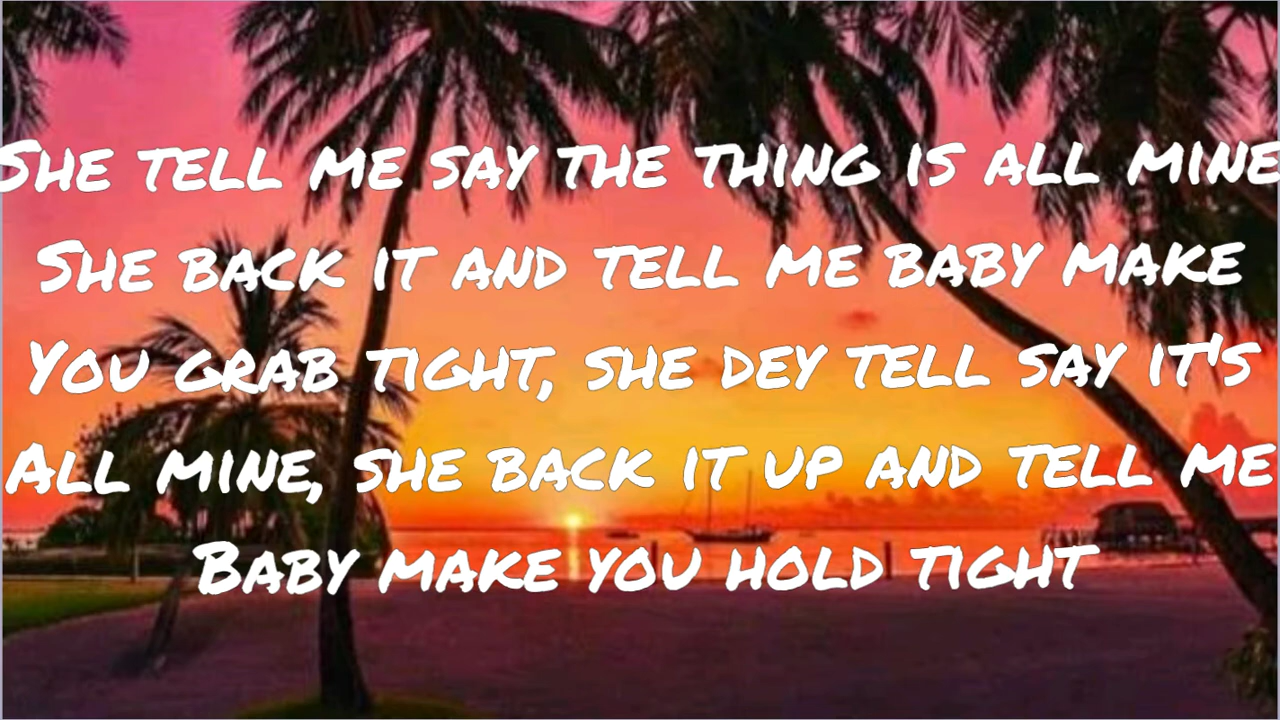 She tell me say the thing is all mine
She back it and tell me baby make
You grab tight, she dey tell say it's
All mine, she back it up and tell me
Baby make you hold tight